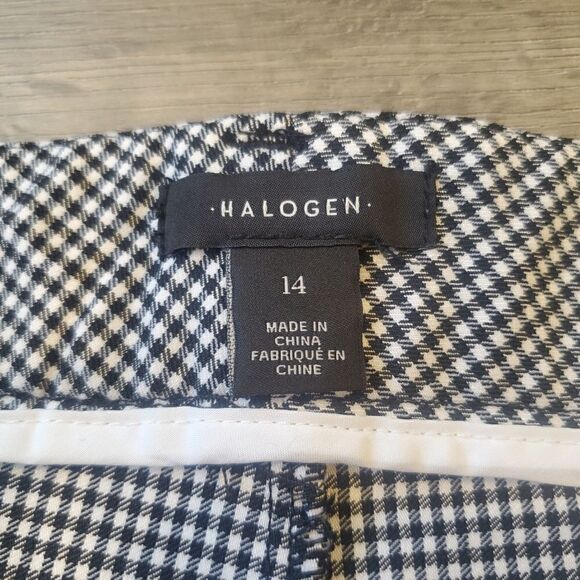 ·HALOGEN·
14
MADE IN
CHINA
FABRIQUÉ EN
CHINE